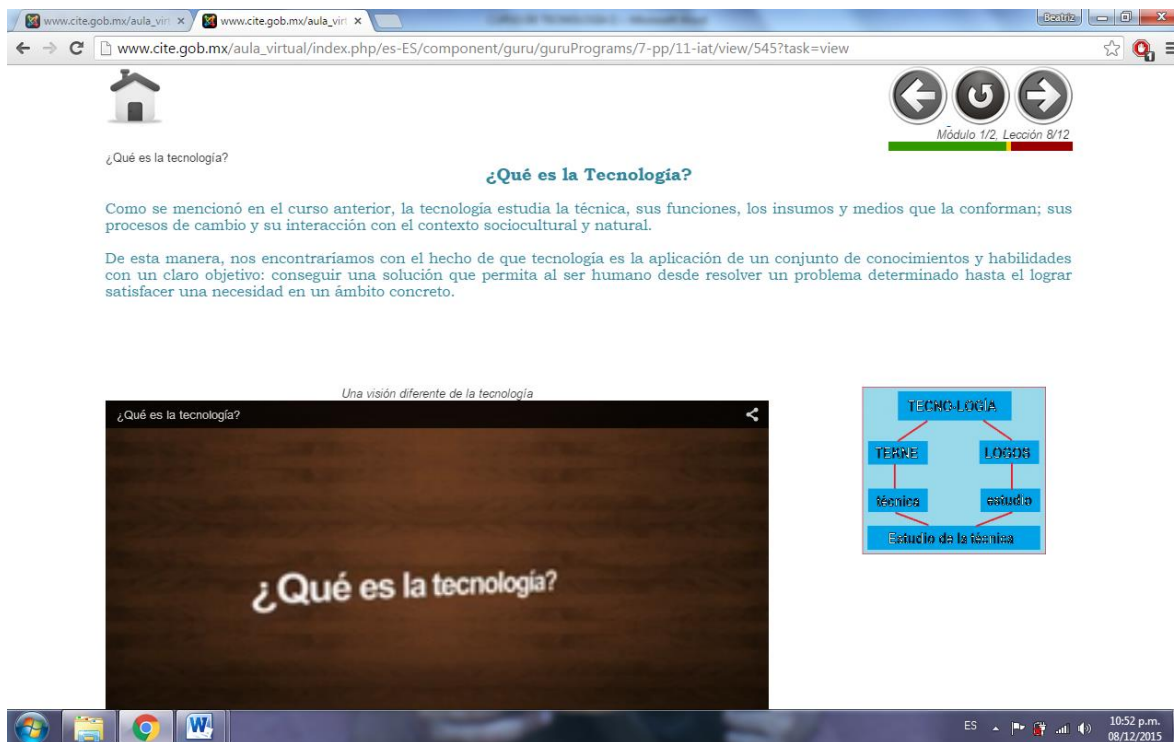 www.cite.gob.mx/aula_virt
www.cite.gob.mx/aula_virt
Beatriz
www.cite.gob.mx/aula_virtual/index.php/es-ES/component/guru/guruPrograms/7-pp/11-iat/view/545?task=view
Módulo 1/2, Lección 8/12
¿Qué es la tecnología?
¿Qué es la Tecnología?
Como se mencionó en el curso anterior, la tecnología estudia la técnica, sus funciones, los insumos y medios que la conforman; sus
procesos de cambio y su interacción con el contexto sociocultural y natural.
De esta manera, nos encontraríamos con el hecho de que tecnología es la aplicación de un conjunto de conocimientos y habilidades
con un claro objetivo: conseguir una solución que permita al ser humano desde resolver un problema determinado hasta el lograr
satisfacer una necesidad en un ámbito concreto.
Una visión diferente de la tecnología
¿Qué es la tecnología?
¿Qué es la tecnología?
TECNO-LOGÍA
LOGOS
técnica
estudio
Estudio de la técnica
ES
10:52 p.m.
08/12/2015